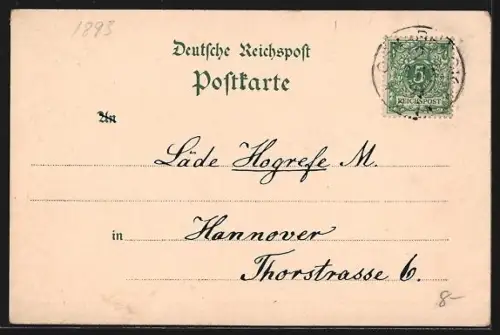 1893
Deutsche Reichspost
Postkarte
5
REICHSPOST
An
Läde Hogrefe M.
in Hannover
Thorstrasse 6.
8-